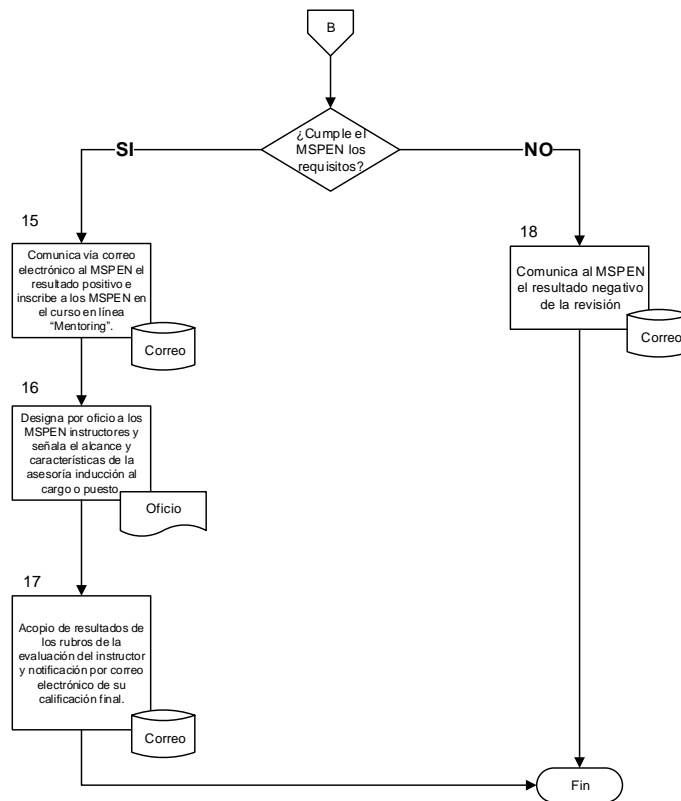 B
¿Cumple el
MSPEN los
requisitos?
SI
NO
15
Comunica vía correo
electrónico al MSPEN el
resultado positivo e
inscribe a los MSPEN en
el curso en línea
“Mentoring”.
Correo
18
Comunica al MSPEN
el resultado negativo
de la revisión
Correo
16
Designa por oficio a los
MSPEN instructores y
señala el alcance y
características de la
asesoría inducción al
cargo o puesto.
Oficio
17
Acopio de resultados de
los rubros de la
evaluación del instructor
y notificación por correo
electrónico de su
calificación final.
Correo
Fin